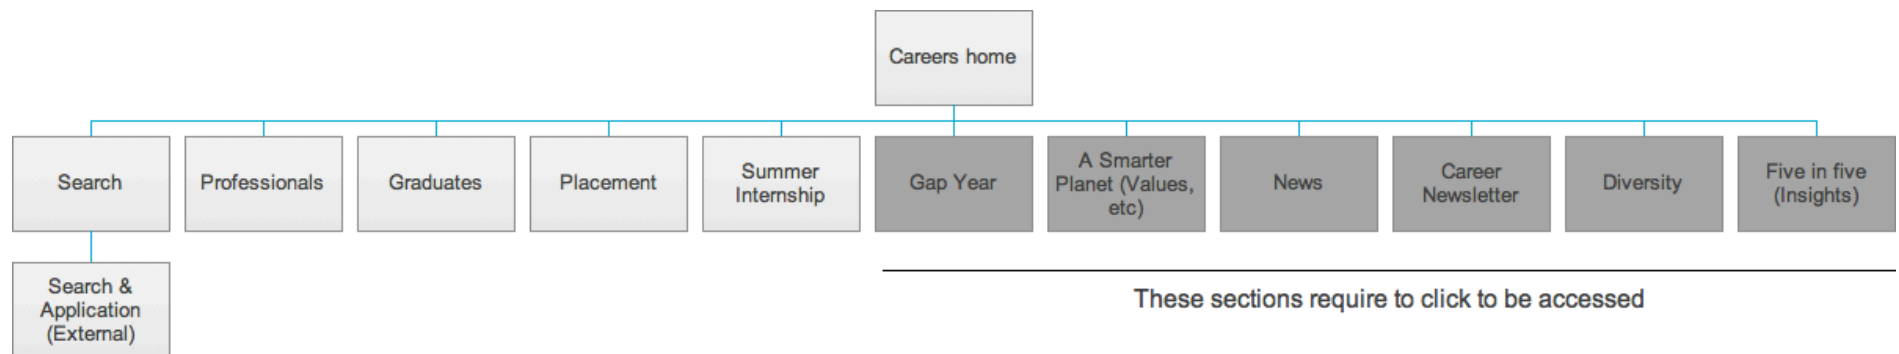 Careers home
Search
Professionals
Graduates
Placement
Summer
Internship
Gap Year
A Smarter
Planet (Values,
etc)
News
Career
Newsletter
Diversity
Five in five
(Insights)
Search &
Application
(External)
These sections require to click to be accessed